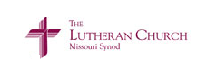 THE
LUTHERAN CHURCH
Missouri Synod